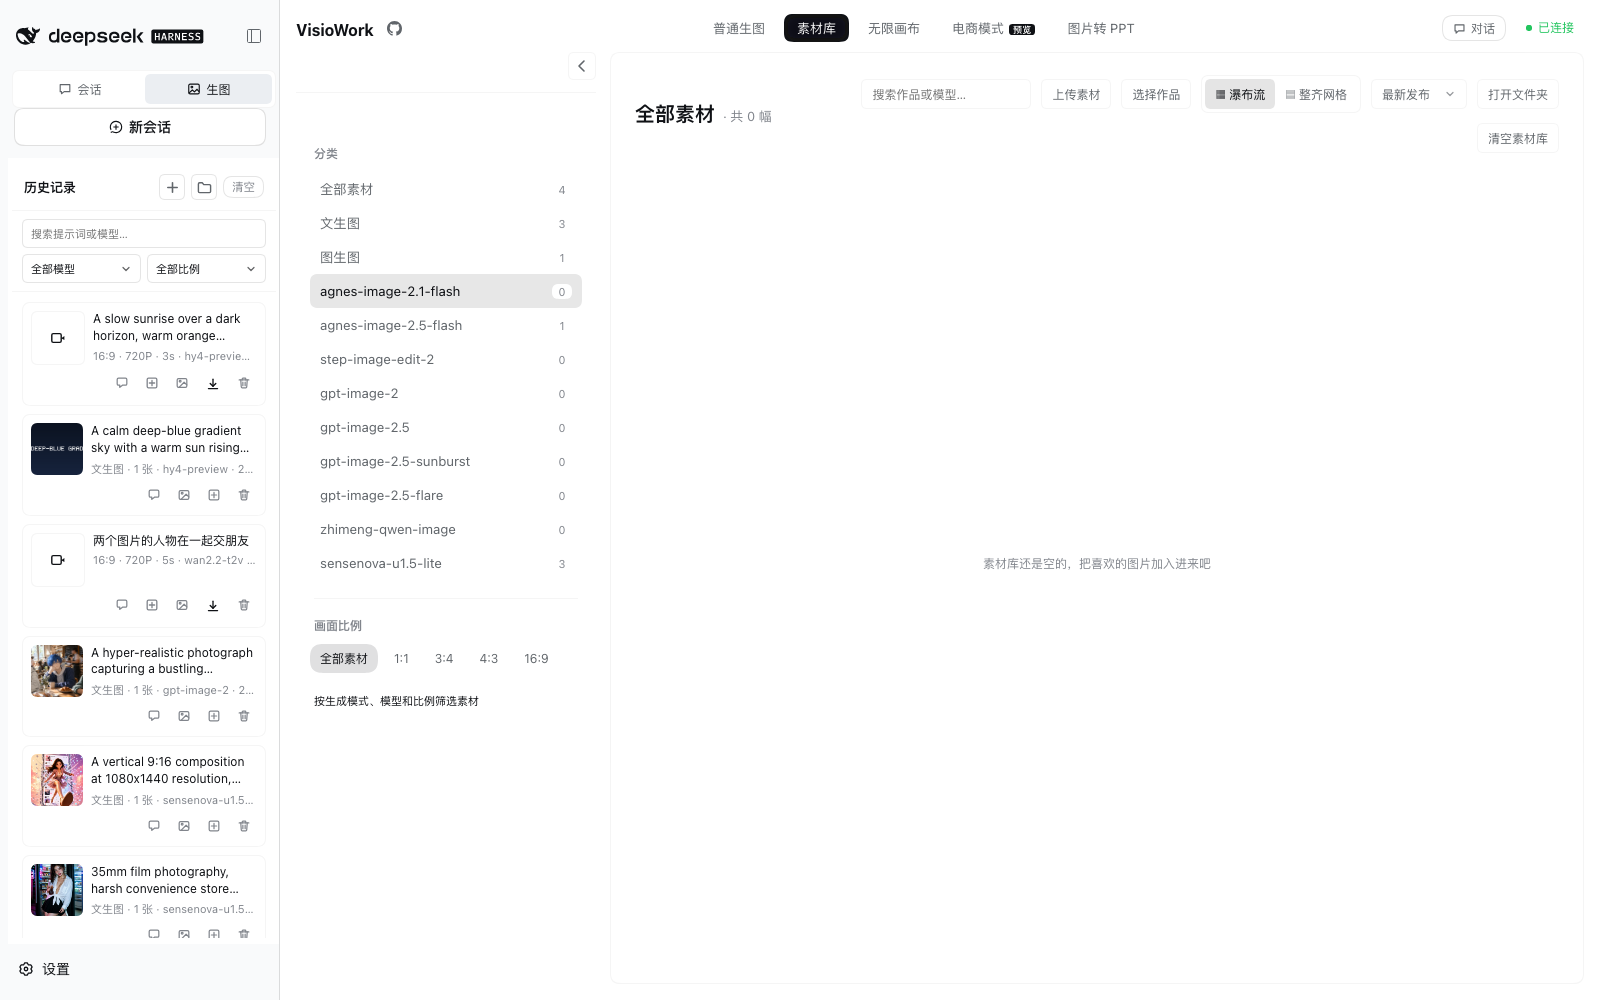 deepseek HARNESS
会话
生图
新会话
历史记录
清空
搜索提示词或模型...
全部模型
全部比例
A slow sunrise over a dark
horizon, warm orange...
16:9 · 720P · 3s · hy4-previe...
A calm deep-blue gradient
sky with a warm sun rising...
文生图 · 1 张 · hy4-preview · 2...
DEEP-BLUE GRAD
两个图片的人物在一起交朋友
16:9 · 720P · 5s · wan2.2-t2v ...
A hyper-realistic photograph
capturing a bustling...
文生图 · 1 张 · gpt-image-2 · 2...
A vertical 9:16 composition
at 1080x1440 resolution,...
文生图 · 1 张 · sensenova-u1.5...
35mm film photography,
harsh convenience store...
文生图 · 1 张 · sensenova-u1.5...
设置
VisioWork
普通生图
素材库
无限画布
电商模式 预览
图片转 PPT
对话
已连接
分类
全部素材 4
文生图 3
图生图 1
agnes-image-2.1-flash 0
agnes-image-2.5-flash 1
step-image-edit-2 0
gpt-image-2 0
gpt-image-2.5 0
gpt-image-2.5-sunburst 0
gpt-image-2.5-flare 0
zhimeng-qwen-image 0
sensenova-u1.5-lite 3
画面比例
全部素材 1:1 3:4 4:3 16:9
按生成模式、模型和比例筛选素材
全部素材 · 共 0 幅
搜索作品或模型...
上传素材
选择作品
瀑布流
整齐网格
最新发布
打开文件夹
清空素材库
素材库还是空的，把喜欢的图片加入进来吧